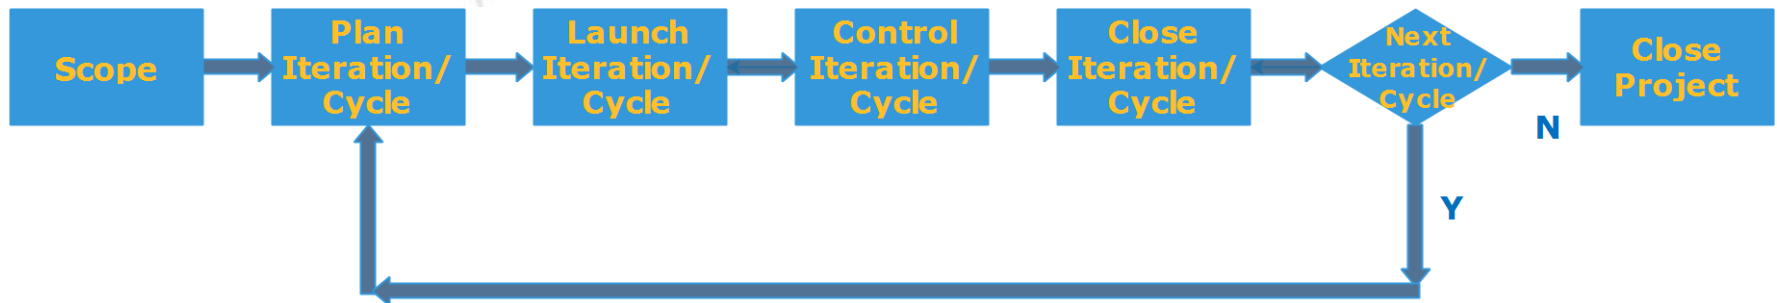 Scope
Plan
Iteration/
Cycle
Launch
Iteration/
Cycle
Control
Iteration/
Cycle
Close
Iteration/
Cycle
Next
Iteration/
Cycle
N
Y
Close
Project